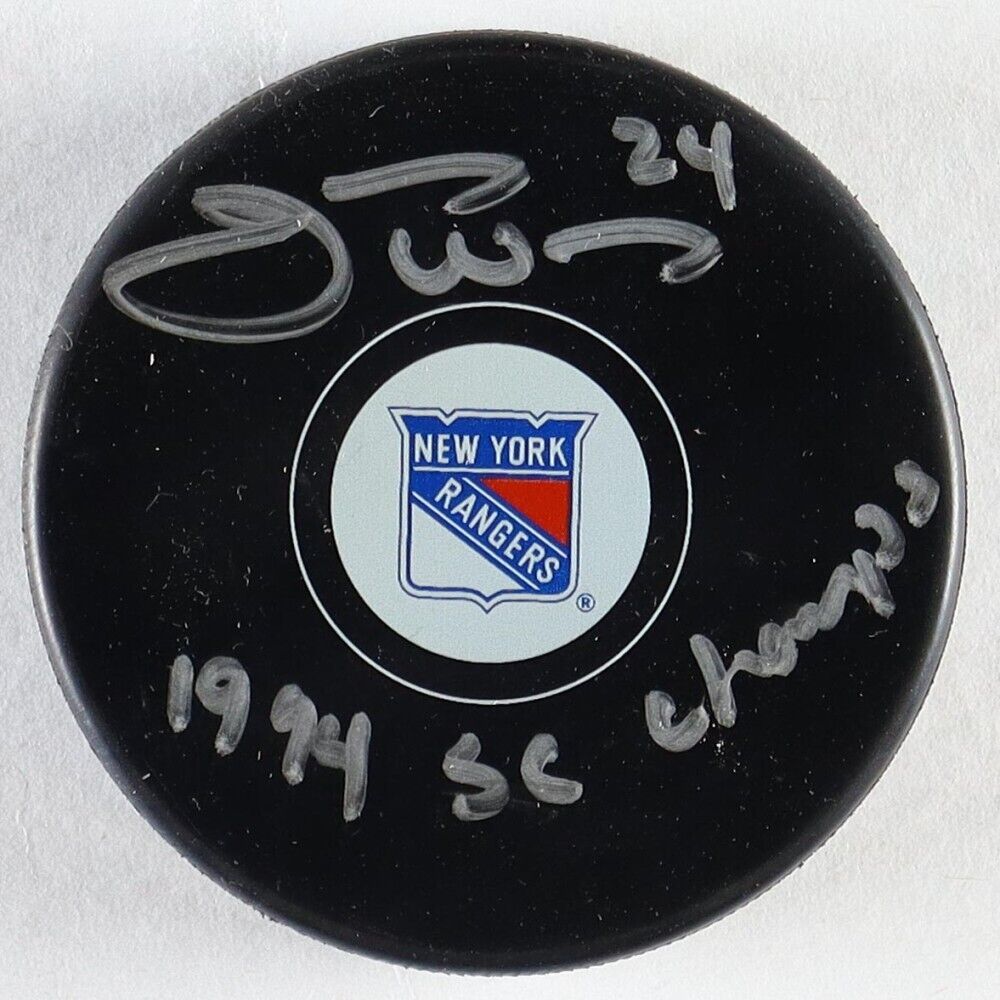 24
NEW YORK
RANGERS
®
1994 SC Champs